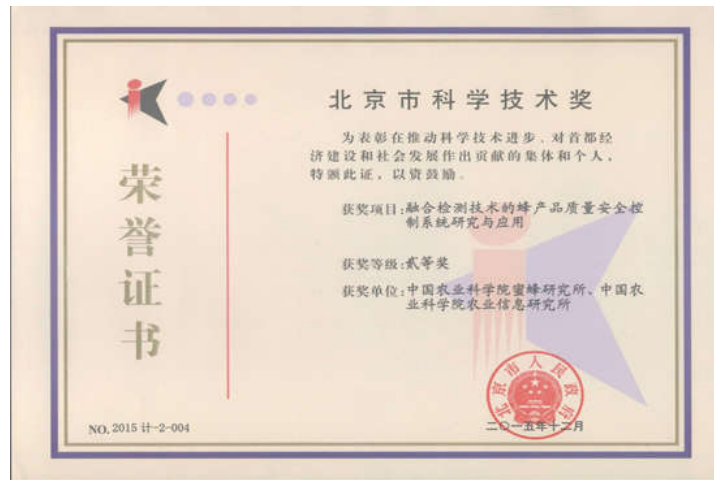 北京市科学技术奖
为表彰在推动科学技术进步、对首都经
济建设和社会发展作出贡献的集体和个人，
特颁此证，以资鼓励。
荣誉证书
获奖项目:融合检测技术的蜂产品质量安全控
制系统研究与应用
获奖等级:贰等奖
获奖单位:中国农业科学院蜜蜂研究所、中国农
业科学院农业信息研究所
北京市人民政府
二〇一五年十二月
NO. 2015 计-2-004